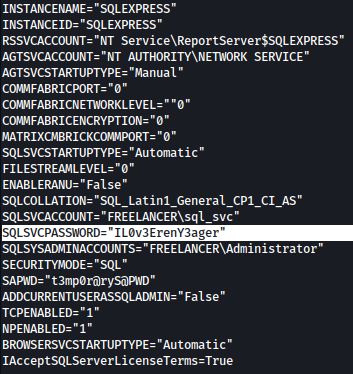 INSTANCENAME="SQLEXPRESS"
INSTANCEID="SQLEXPRESS"
RSSVCACCOUNT="NT Service\ReportServer$SQLEXPRESS"
AGTSVCACCOUNT="NT AUTHORITY\NETWORK SERVICE"
AGTSVCSTARTUPTYPE="Manual"
COMMFABRICPORT="0"
COMMFABRICNETWORKLEVEL=""0"
COMMFABRICENCRYPTION="0"
MATRIXCMBRICKCOMMPORT="0"
SQLSVCSTARTUPTYPE="Automatic"
FILESTREAMLEVEL="0"
ENABLERANU="False"
SQLCOLLATION="SQL_Latin1_General_CP1_CI_AS"
SQLSVCACCOUNT="FREELANCER\sql_svc"
SQLSVCPASSWORD="IL0v3ErenY3ager"
SQLSYSADMINACCOUNTS="FREELANCER\Administrator"
SECURITYMODE="SQL"
SAPWD="t3mp0r@ryS@PWD"
ADDCURRENTUSERASSQLADMIN="False"
TCPENABLED="1"
NPENABLED="1"
BROWSERSVCSTARTUPTYPE="Automatic"
IAcceptSQLServerLicenseTerms=True